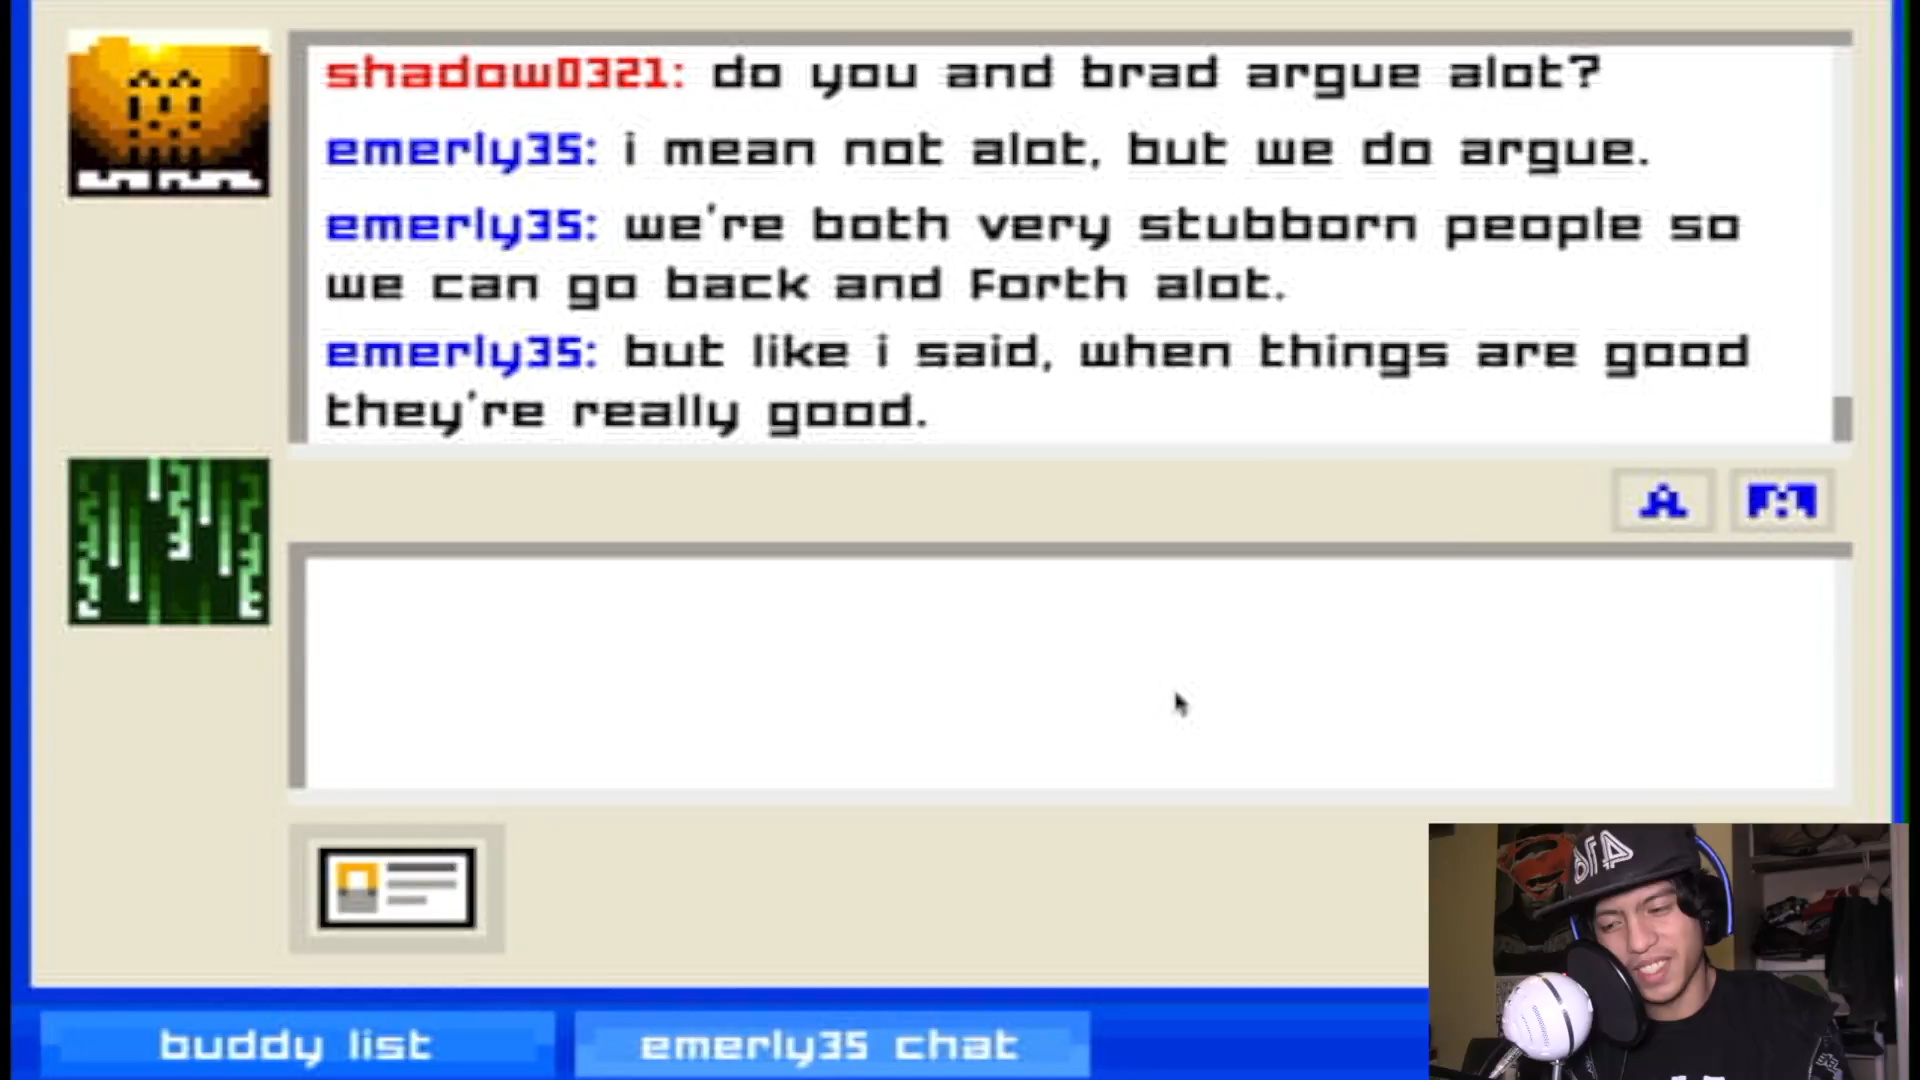 shadow0321: do you and brad argue alot?
emerly35: i mean not alot, but we do argue.
emerly35: we're both very stubborn people so
we can go back and Forth alot.
emerly35: but like i said, when things are good
they're really good.
A
buddy list
emerly35 chat